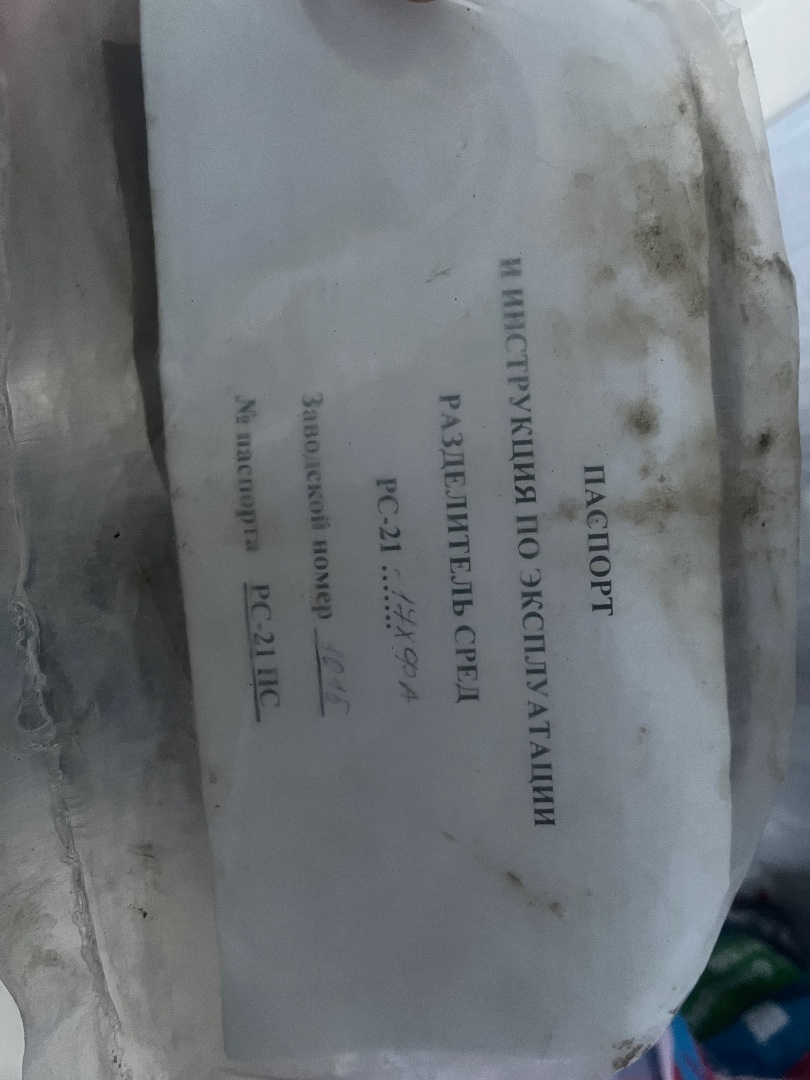 ПАСПОРТ
И ИНСТРУКЦИЯ ПО ЭКСПЛУАТАЦИИ
РАЗДЕЛИТЕЛЬ СРЕД
РС-21
Заводской номер
№ паспорта РС-21 ПС